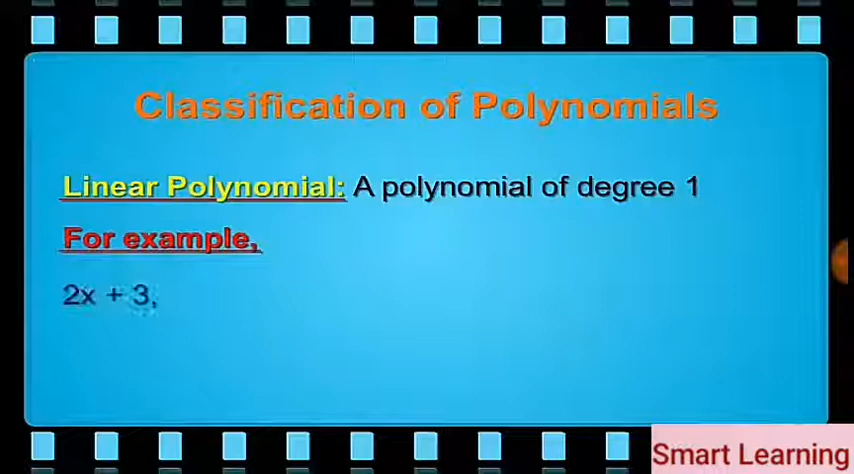 Classification of Polynomials
Linear Polynomial: A polynomial of degree 1
For example,
2x + 3,
Smart Learning